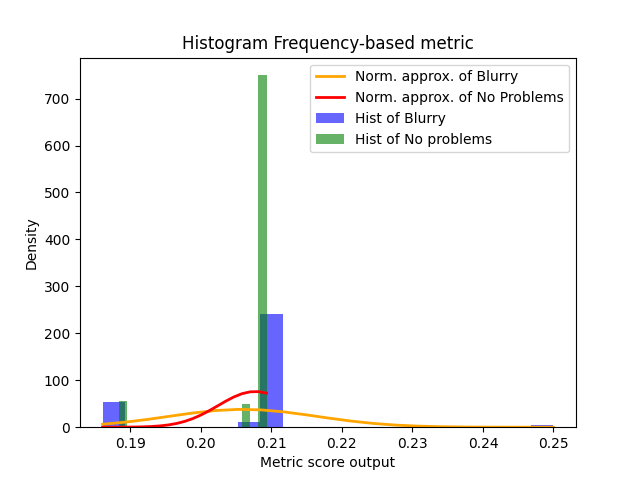 Histogram Frequency-based metric
Norm. approx. of Blurry
Norm. approx. of No Problems
Hist of Blurry
Hist of No problems
700
600
500
400
300
200
100
0
Density
0.19 0.20 0.21 0.22 0.23 0.24 0.25
Metric score output